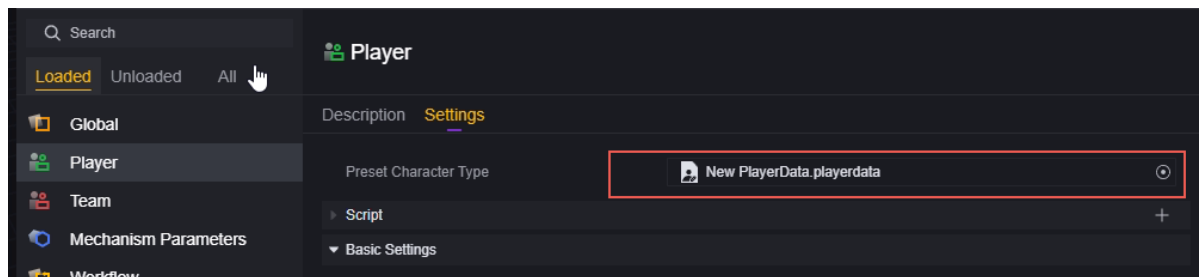 Search
Loaded Unloaded All
Global
Player
Team
Mechanism Parameters
Workflow
Player
Description Settings
Preset Character Type New PlayerData.playerdata
Script
Basic Settings